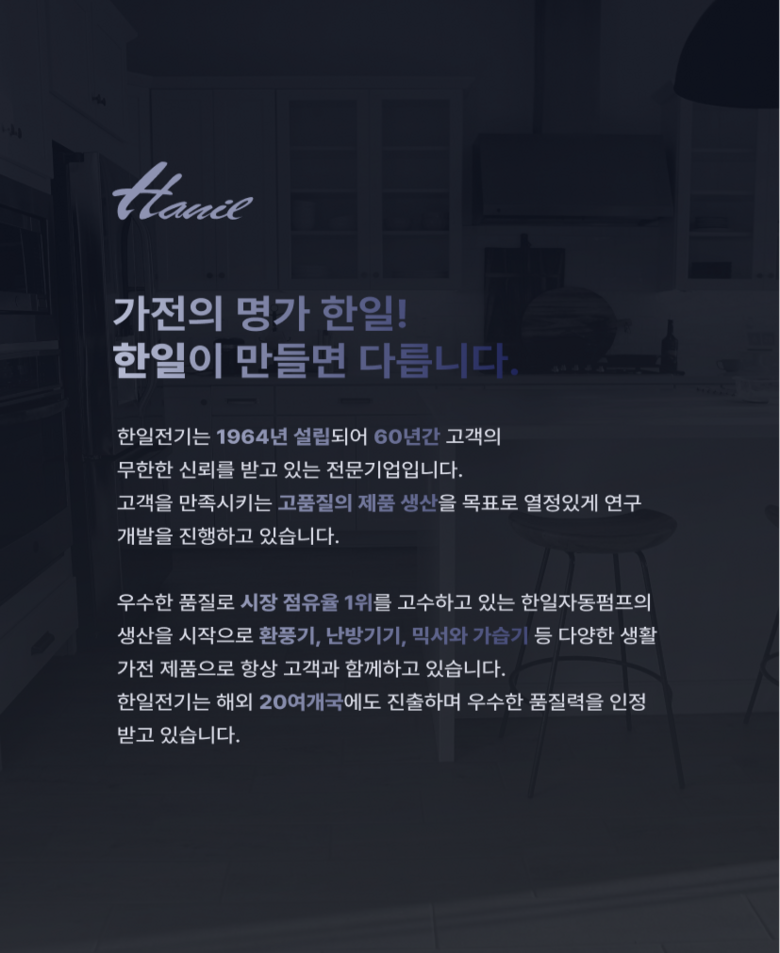 Hanil
가전의 명가 한일!
한일이 만들면 다릅니다.
한일전기는 1964년 설립되어 60년간 고객의
무한한 신뢰를 받고 있는 전문기업입니다.
고객을 만족시키는 고품질의 제품 생산을 목표로 열정있게 연구
개발을 진행하고 있습니다.
우수한 품질로 시장 점유율 1위를 고수하고 있는 한일자동펌프의
생산을 시작으로 환풍기, 난방기기, 믹서와 가습기 등 다양한 생활
가전 제품으로 항상 고객과 함께하고 있습니다.
한일전기는 해외 20여개국에도 진출하며 우수한 품질력을 인정
받고 있습니다.